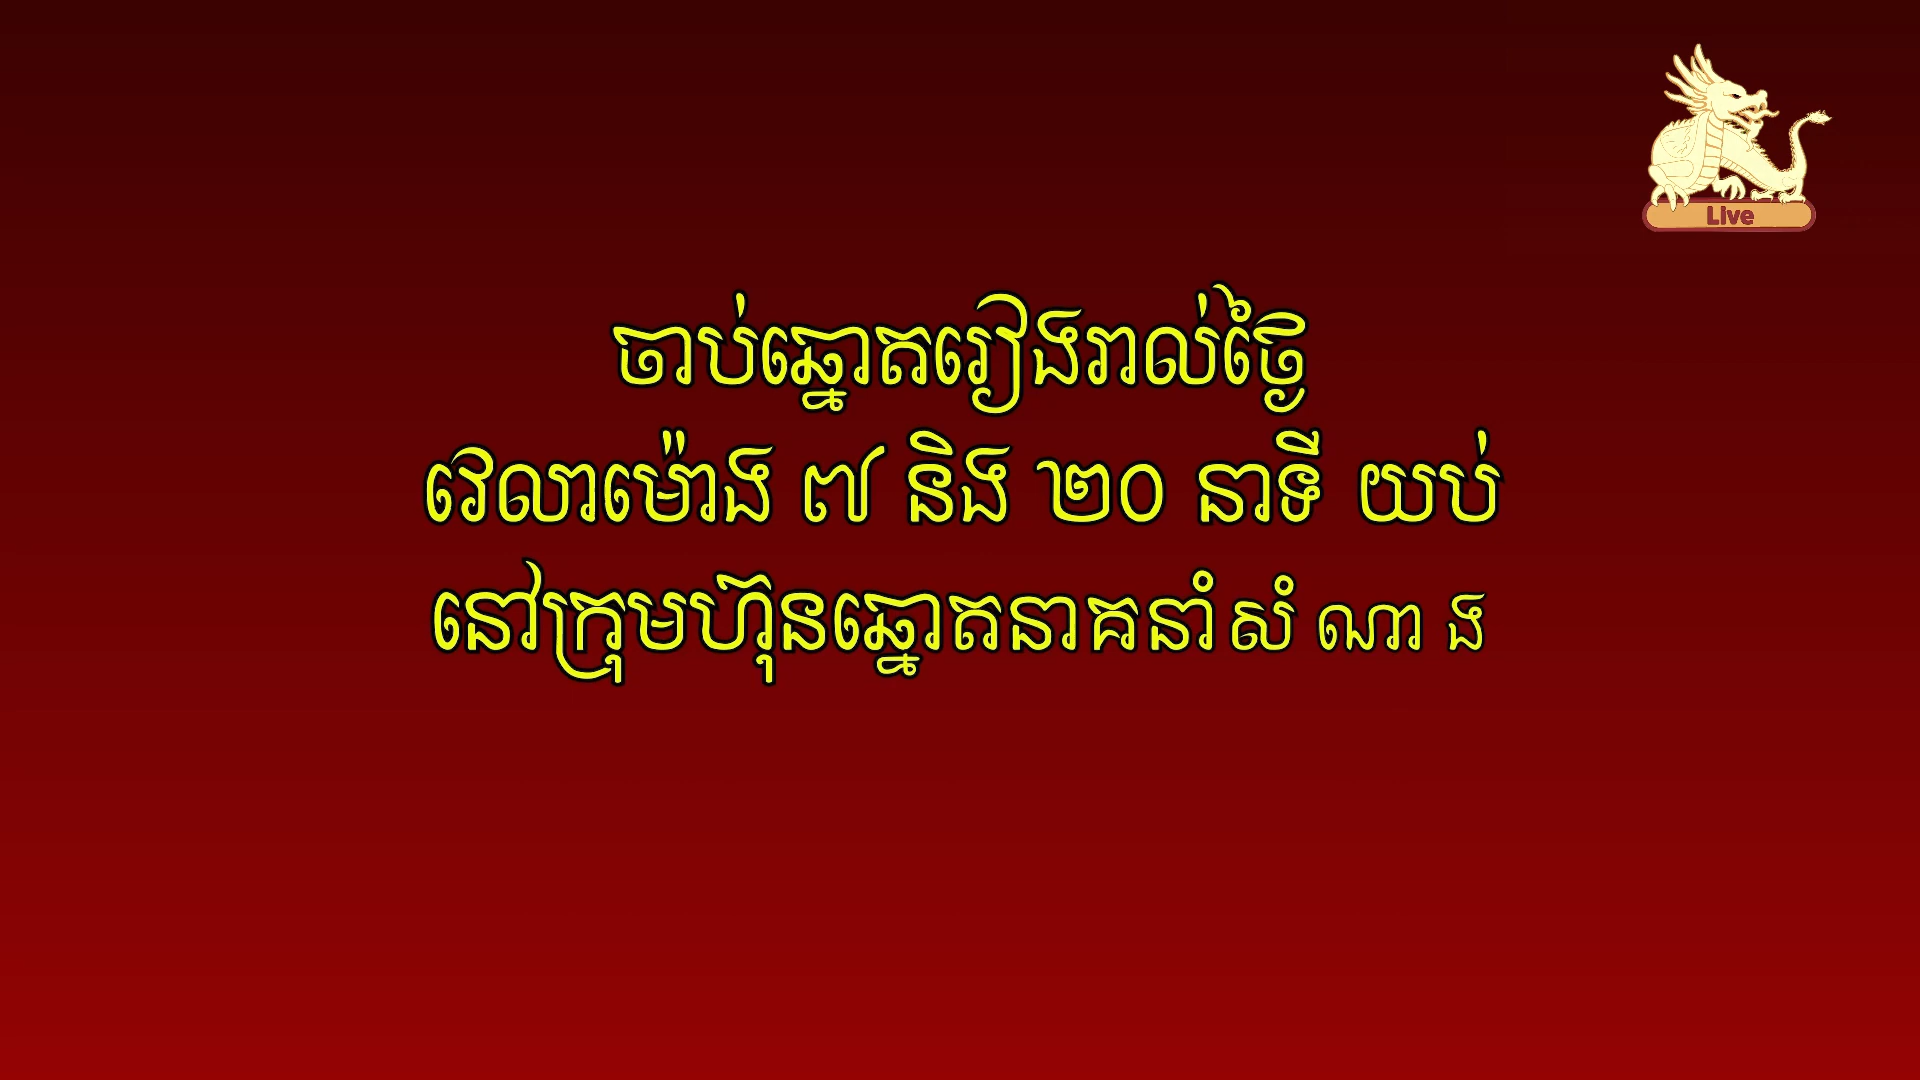 Live
ចាប់ឆ្នោតរៀងរាល់ថ្ងៃ
វេលាម៉ោង ៧ និង ២០ នាទី យប់
នៅក្រុមហ៊ុនឆ្នោតនាគនាំសំ ណា ង